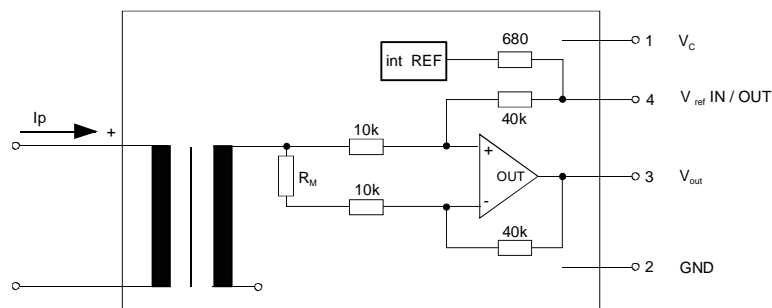 680
1 V_C
int REF
4 V_ref IN / OUT
Ip
+
10k
40k
+
R_M
OUT
3 V_out
10k
-
40k
2 GND